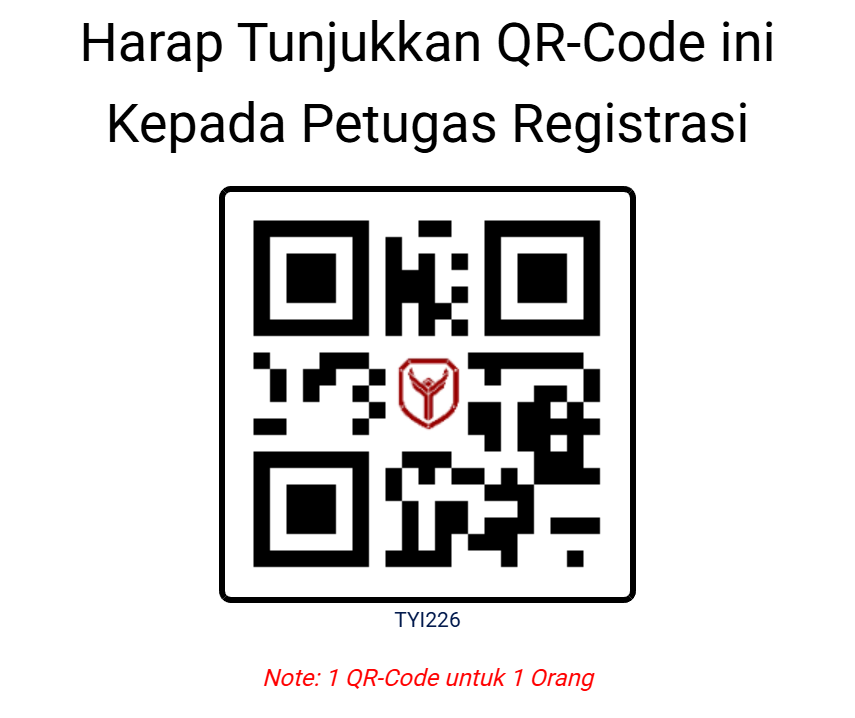 Harap Tunjukkan QR-Code ini
Kepada Petugas Registrasi
TYI226
Note: 1 QR-Code untuk 1 Orang